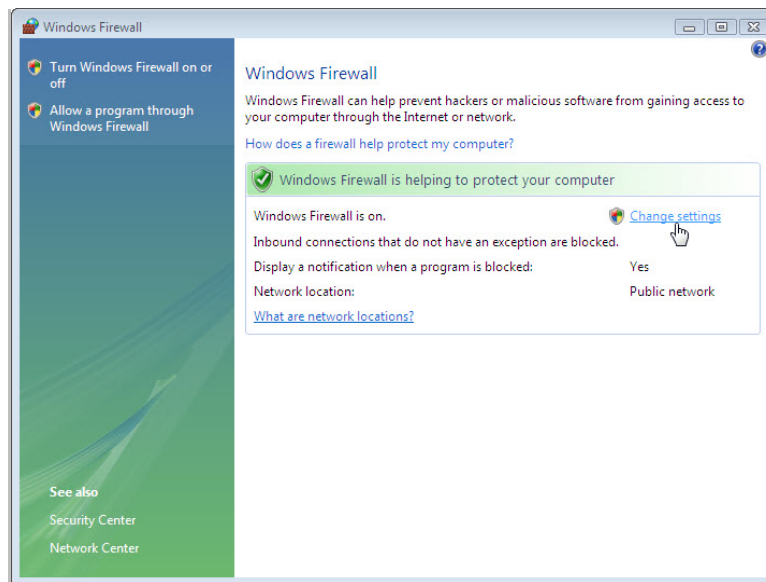 Windows Firewall
Turn Windows Firewall on or
off
Allow a program through
Windows Firewall
See also
Security Center
Network Center
Windows Firewall
Windows Firewall can help prevent hackers or malicious software from gaining access to
your computer through the Internet or network.
How does a firewall help protect my computer?
Windows Firewall is helping to protect your computer
Windows Firewall is on.
Change settings
Inbound connections that do not have an exception are blocked.
Display a notification when a program is blocked: Yes
Network location: Public network
What are network locations?